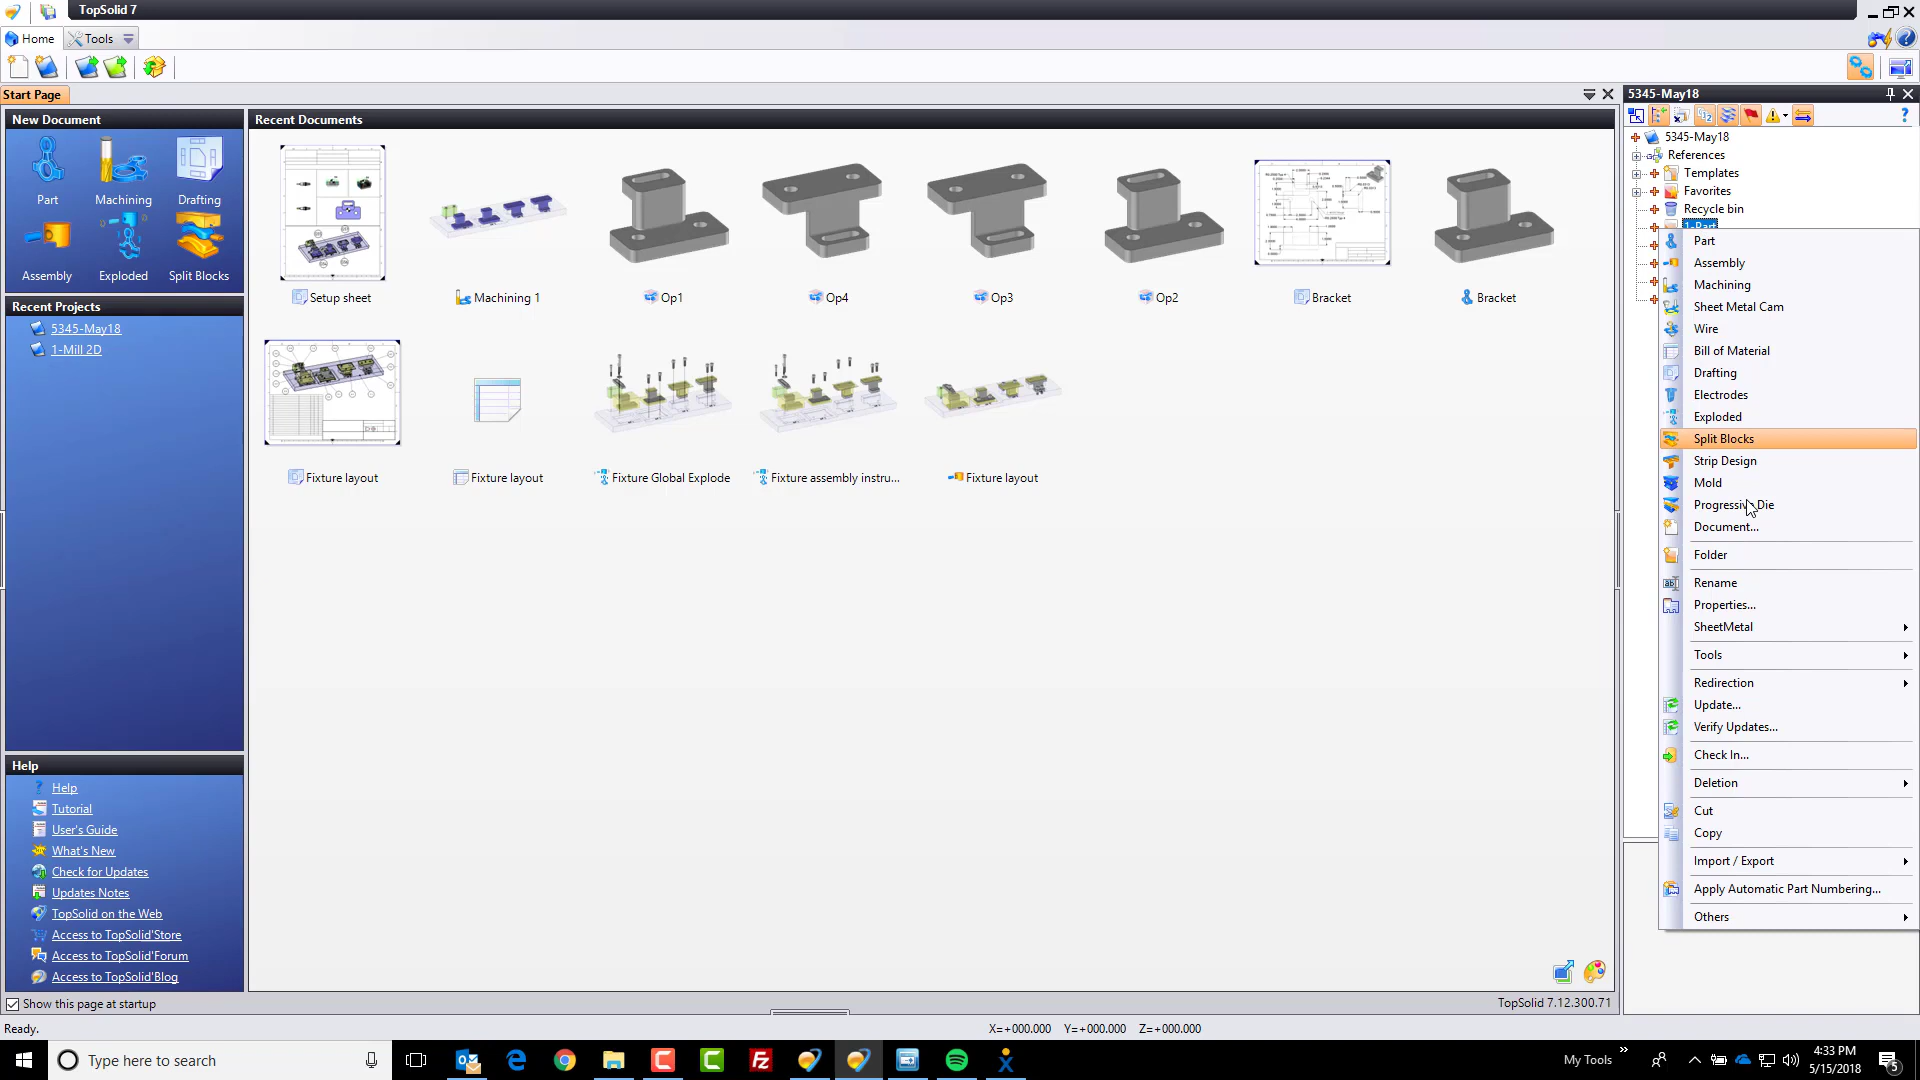 TopSolid 7
Home
Tools
Start Page
New Document
Part
Machining
Drafting
Assembly
Exploded
Split Blocks
Recent Projects
5345-May18
1-Mill 2D
Help
Help
Tutorial
User's Guide
What's New
Check for Updates
Updates Notes
TopSolid on the Web
Access to TopSolid'Store
Access to TopSolid'Forum
Access to TopSolid'Blog
Show this page at startup
Recent Documents
Setup sheet
Machining 1
Op1
Op4
Op3
Op2
Bracket
Bracket
Fixture layout
Fixture layout
Fixture Global Explode
Fixture assembly instru...
Fixture layout
TopSolid 7.12.300.71
5345-May18
5345-May18
References
Templates
Favorites
Recycle bin
1-Part
Part
Assembly
Machining
Sheet Metal Cam
Wire
Bill of Material
Drafting
Electrodes
Exploded
Split Blocks
Strip Design
Mold
Progressive Die
Document...
Folder
Rename
Properties...
SheetMetal
Tools
Redirection
Update...
Verify Updates...
Check In...
Deletion
Cut
Copy
Import / Export
Apply Automatic Part Numbering...
Others
Ready.
X=+000.000 Y=+000.000 Z=+000.000
Type here to search
My Tools
4:33 PM
5/15/2018
5